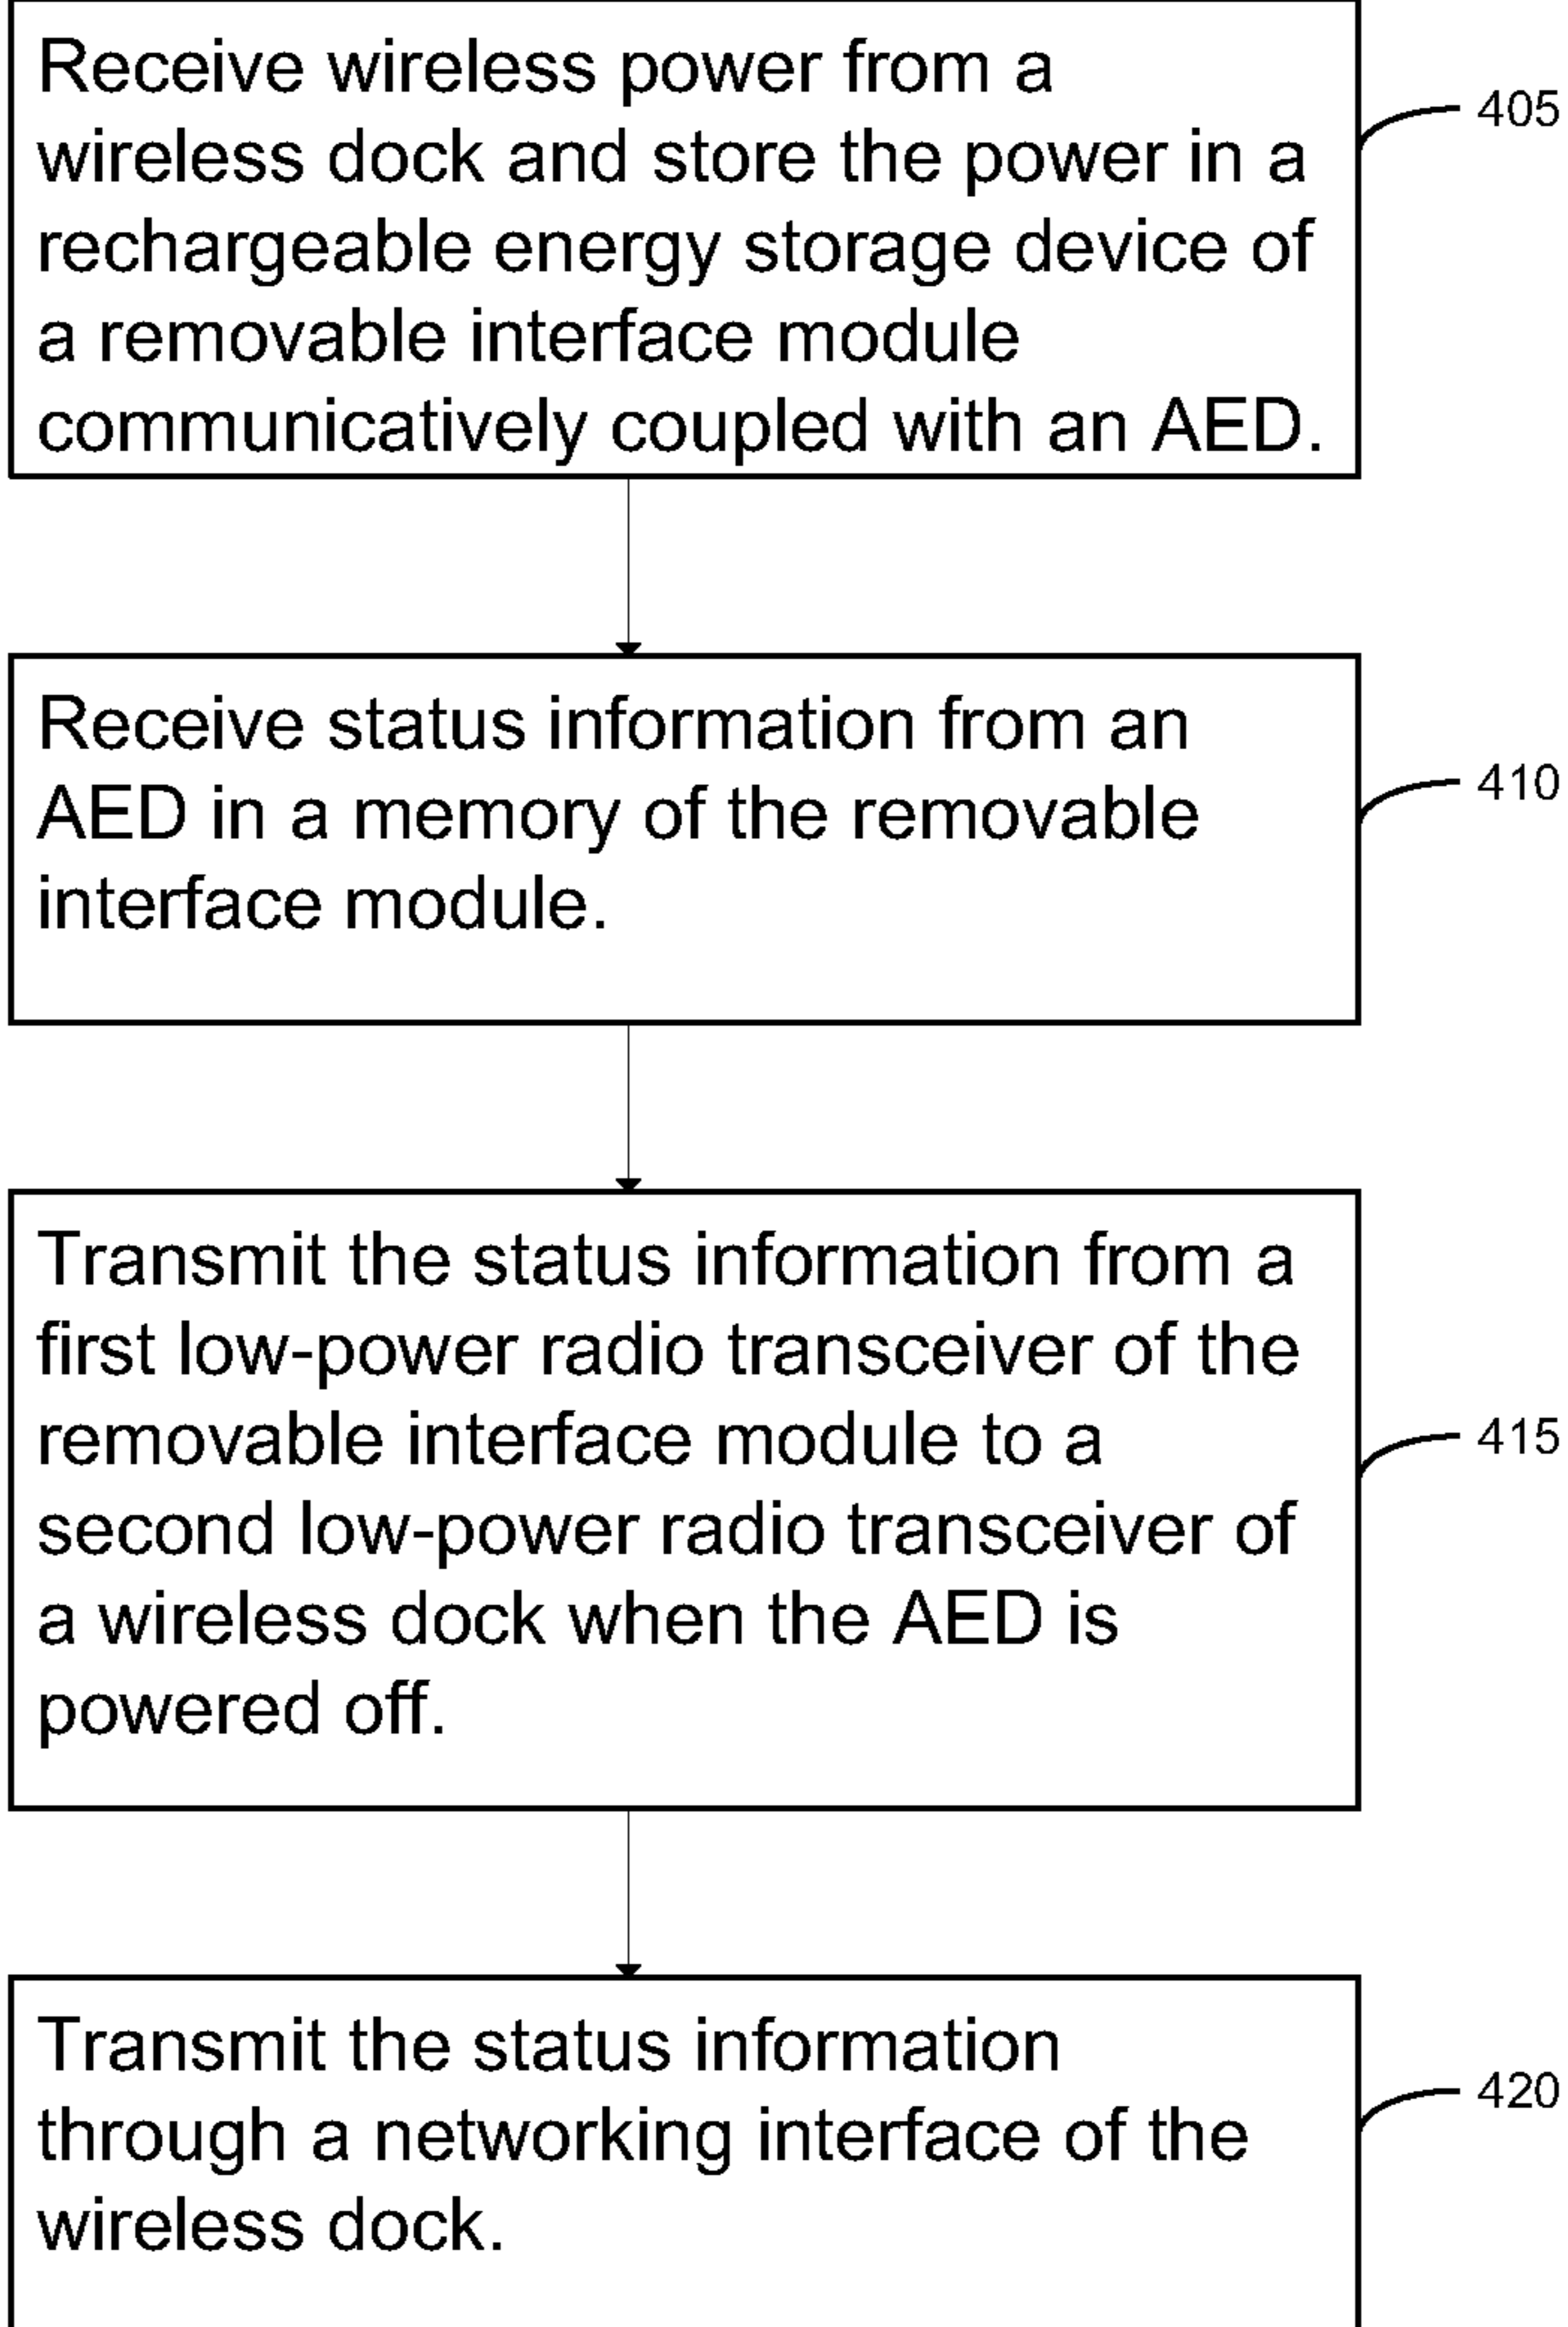 Receive wireless power from a
wireless dock and store the power in a
rechargeable energy storage device of
a removable interface module
communicatively coupled with an AED.
405
Receive status information from an
AED in a memory of the removable
interface module.
410
Transmit the status information from a
first low-power radio transceiver of the
removable interface module to a
second low-power radio transceiver of
a wireless dock when the AED is
powered off.
415
Transmit the status information
through a networking interface of the
wireless dock.
420